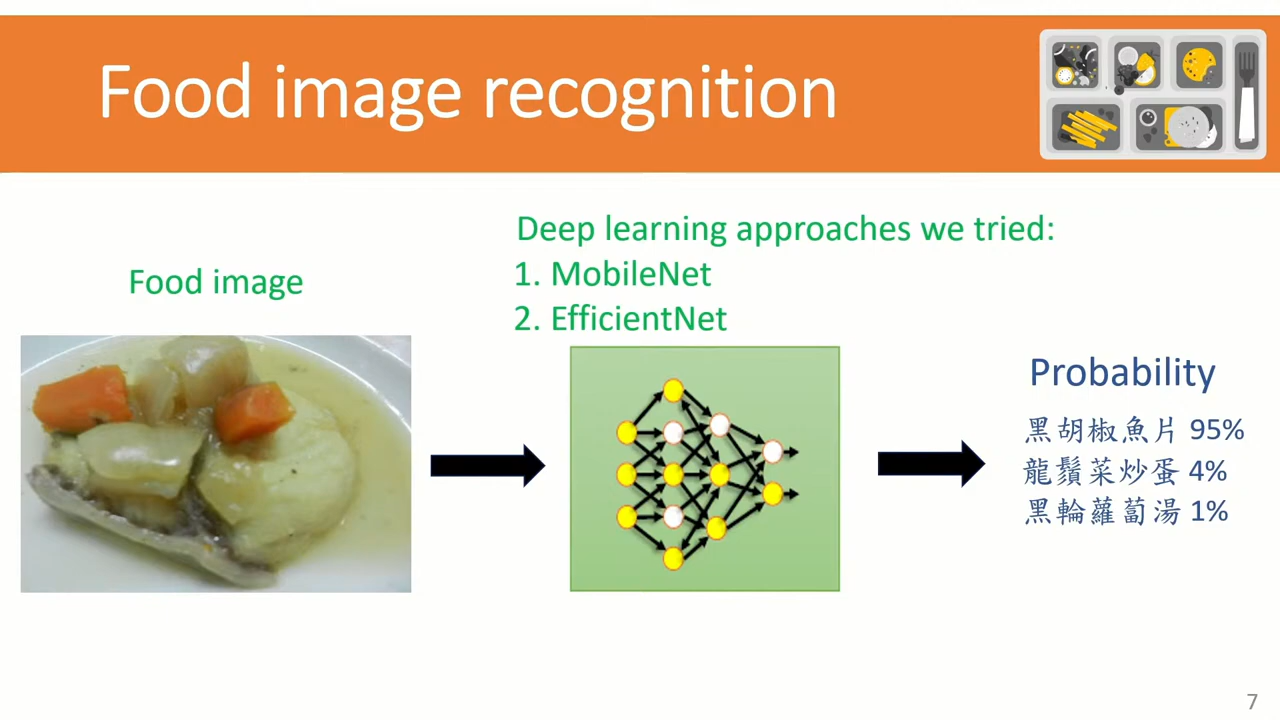 Food image recognition
Deep learning approaches we tried:
1. MobileNet
2. EfficientNet
Food image
Probability
黑胡椒魚片 95%
龍鬚菜炒蛋 4%
黑輪蘿蔔湯 1%
7